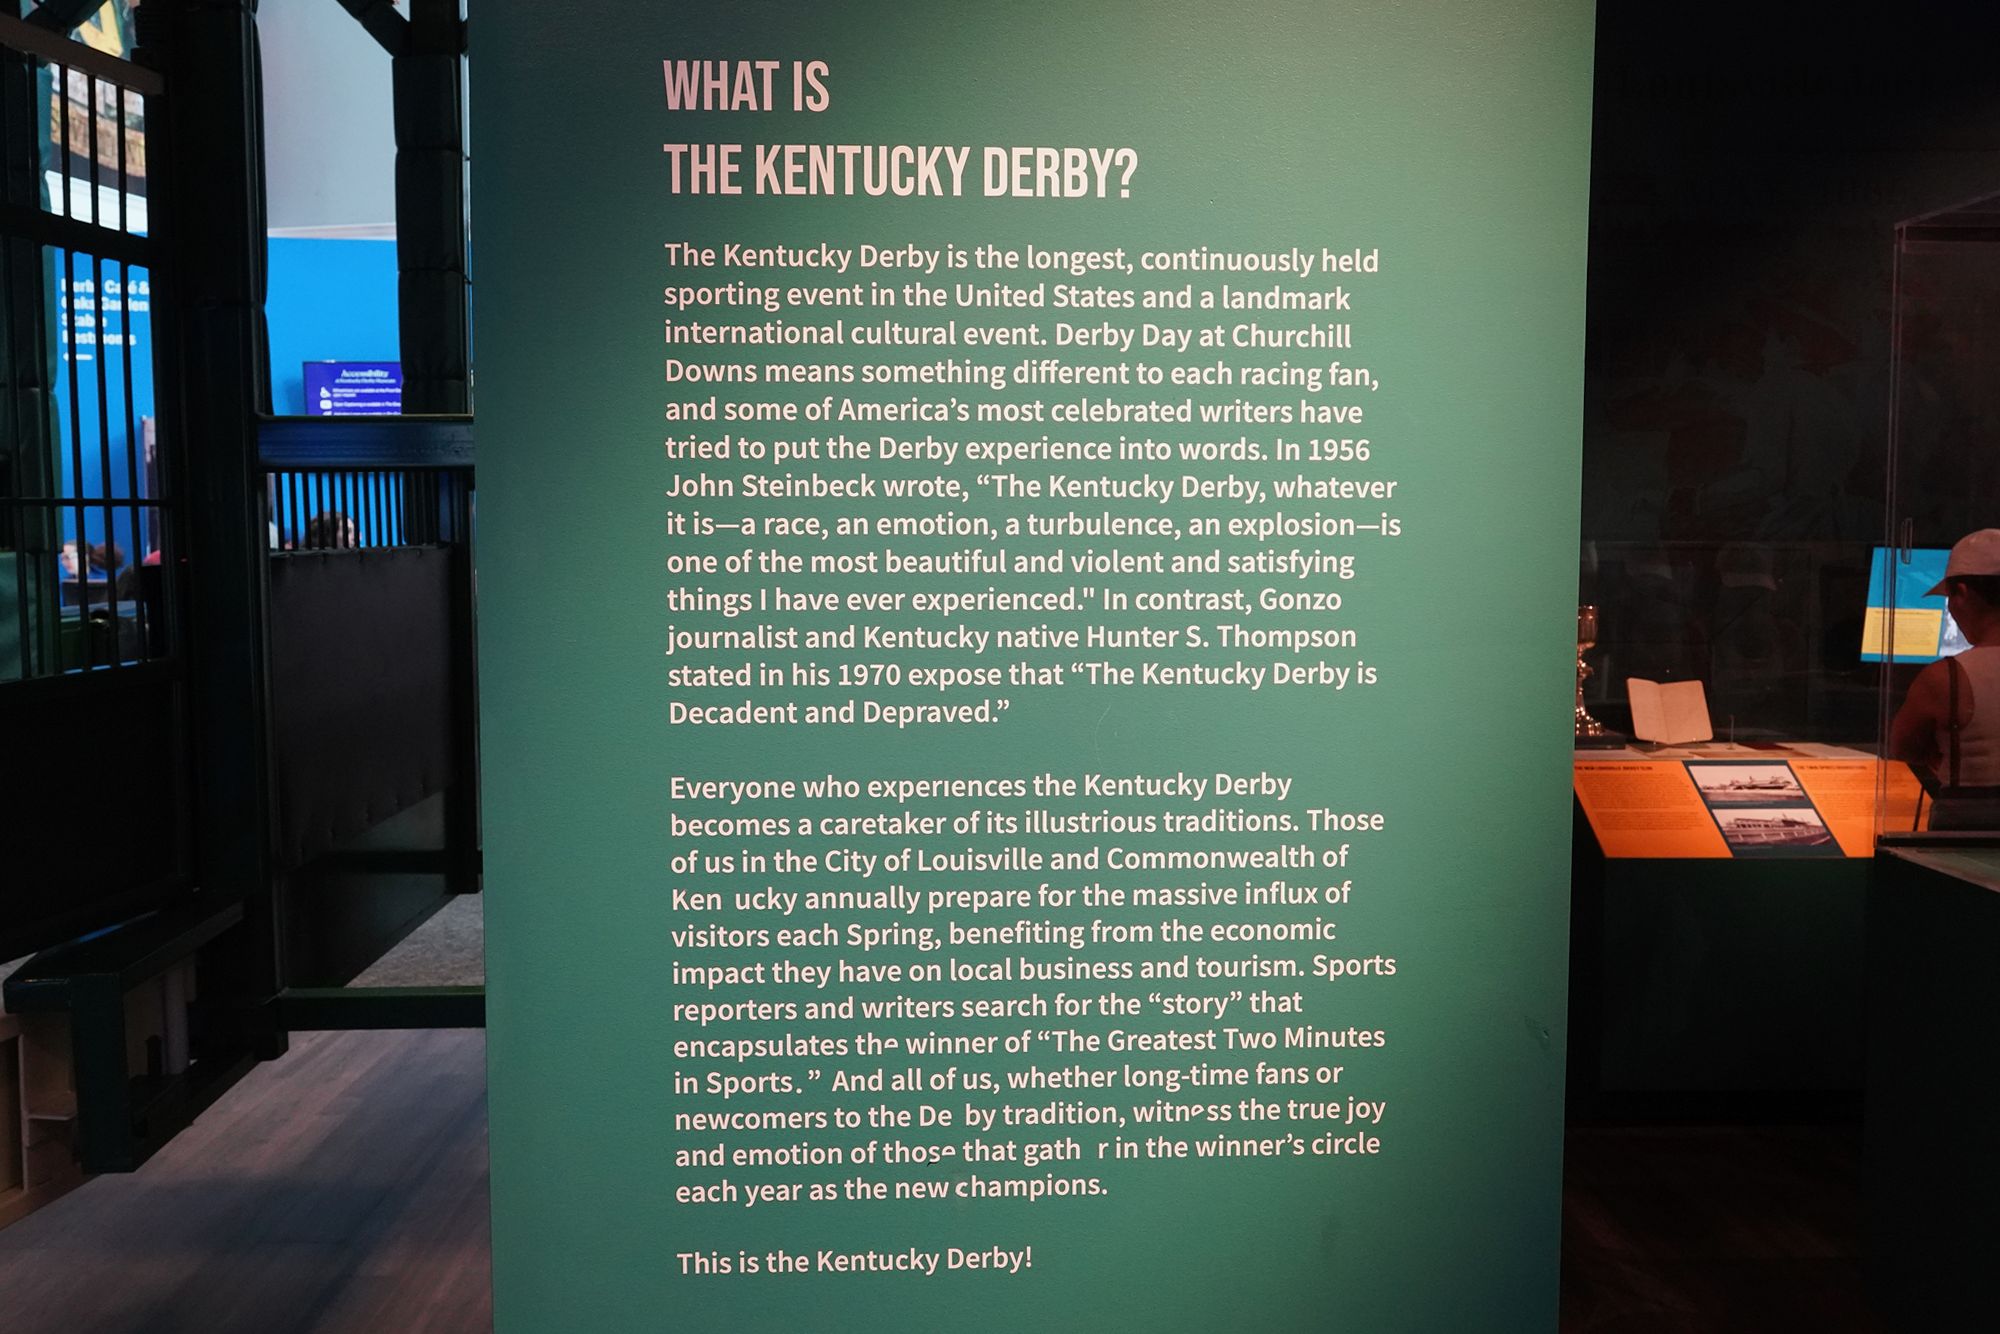 WHAT IS
THE KENTUCKY DERBY?
The Kentucky Derby is the longest, continuously held
sporting event in the United States and a landmark
international cultural event. Derby Day at Churchill
Downs means something different to each racing fan,
and some of America’s most celebrated writers have
tried to put the Derby experience into words. In 1956
John Steinbeck wrote, “The Kentucky Derby, whatever
it is—a race, an emotion, a turbulence, an explosion—is
one of the most beautiful and violent and satisfying
things I have ever experienced." In contrast, Gonzo
journalist and Kentucky native Hunter S. Thompson
stated in his 1970 expose that “The Kentucky Derby is
Decadent and Depraved.”
Everyone who experiences the Kentucky Derby
becomes a caretaker of its illustrious traditions. Those
of us in the City of Louisville and Commonwealth of
Ken ucky annually prepare for the massive influx of
visitors each Spring, benefiting from the economic
impact they have on local business and tourism. Sports
reporters and writers search for the “story” that
encapsulates the winner of “The Greatest Two Minutes
in Sports. ” And all of us, whether long-time fans or
newcomers to the De by tradition, witness the true joy
and emotion of those that gath r in the winner’s circle
each year as the new champions.
This is the Kentucky Derby!
Accessibility